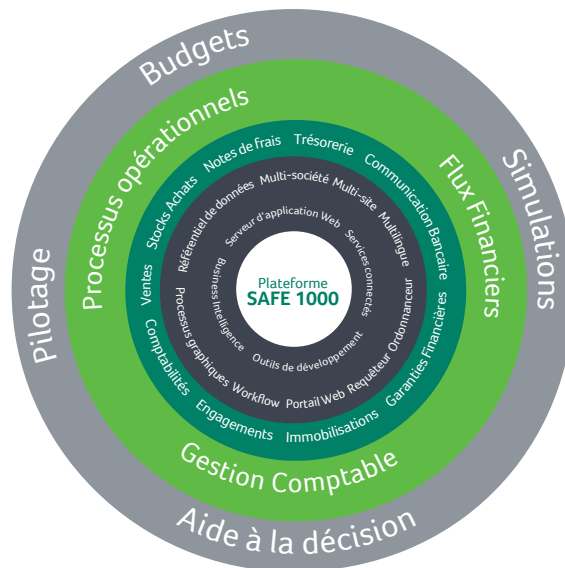 Budgets
Simulations
Aide à la décision
Pilotage
Processus opérationnels
Flux Financiers
Gestion Comptable
Notes de frais
Trésorerie
Communication Bancaire
Garanties Financières
Immobilisations
Engagements
Comptabilités
Ventes
Stocks Achats
Référentiel de données
Multi-société
Multi-site
Multilingue
Ordonnanceur
Requêteur
Portail Web
Workflow
Processus graphiques
Serveur d'application Web
Services connectés
Outils de développement
Business Intelligence
Plateforme
SAFE 1000